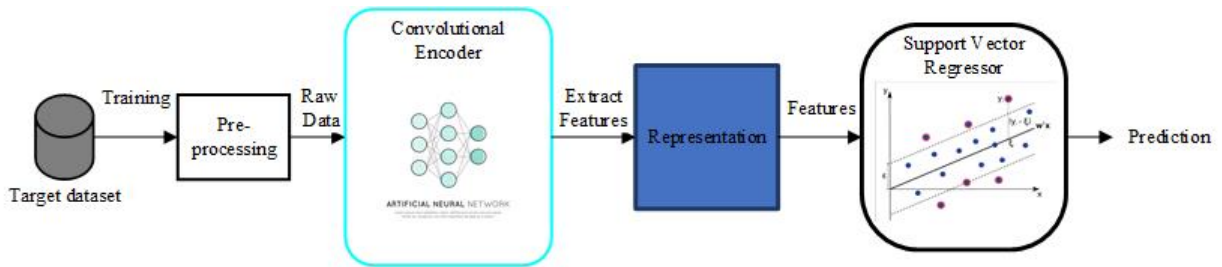 Target dataset
Training
Pre-
processing
Raw
Data
Convolutional
Encoder
ARTIFICIAL NEURAL NETWORK
Extract
Features
Representation
Features
Support Vector
Regressor
y
x
Prediction